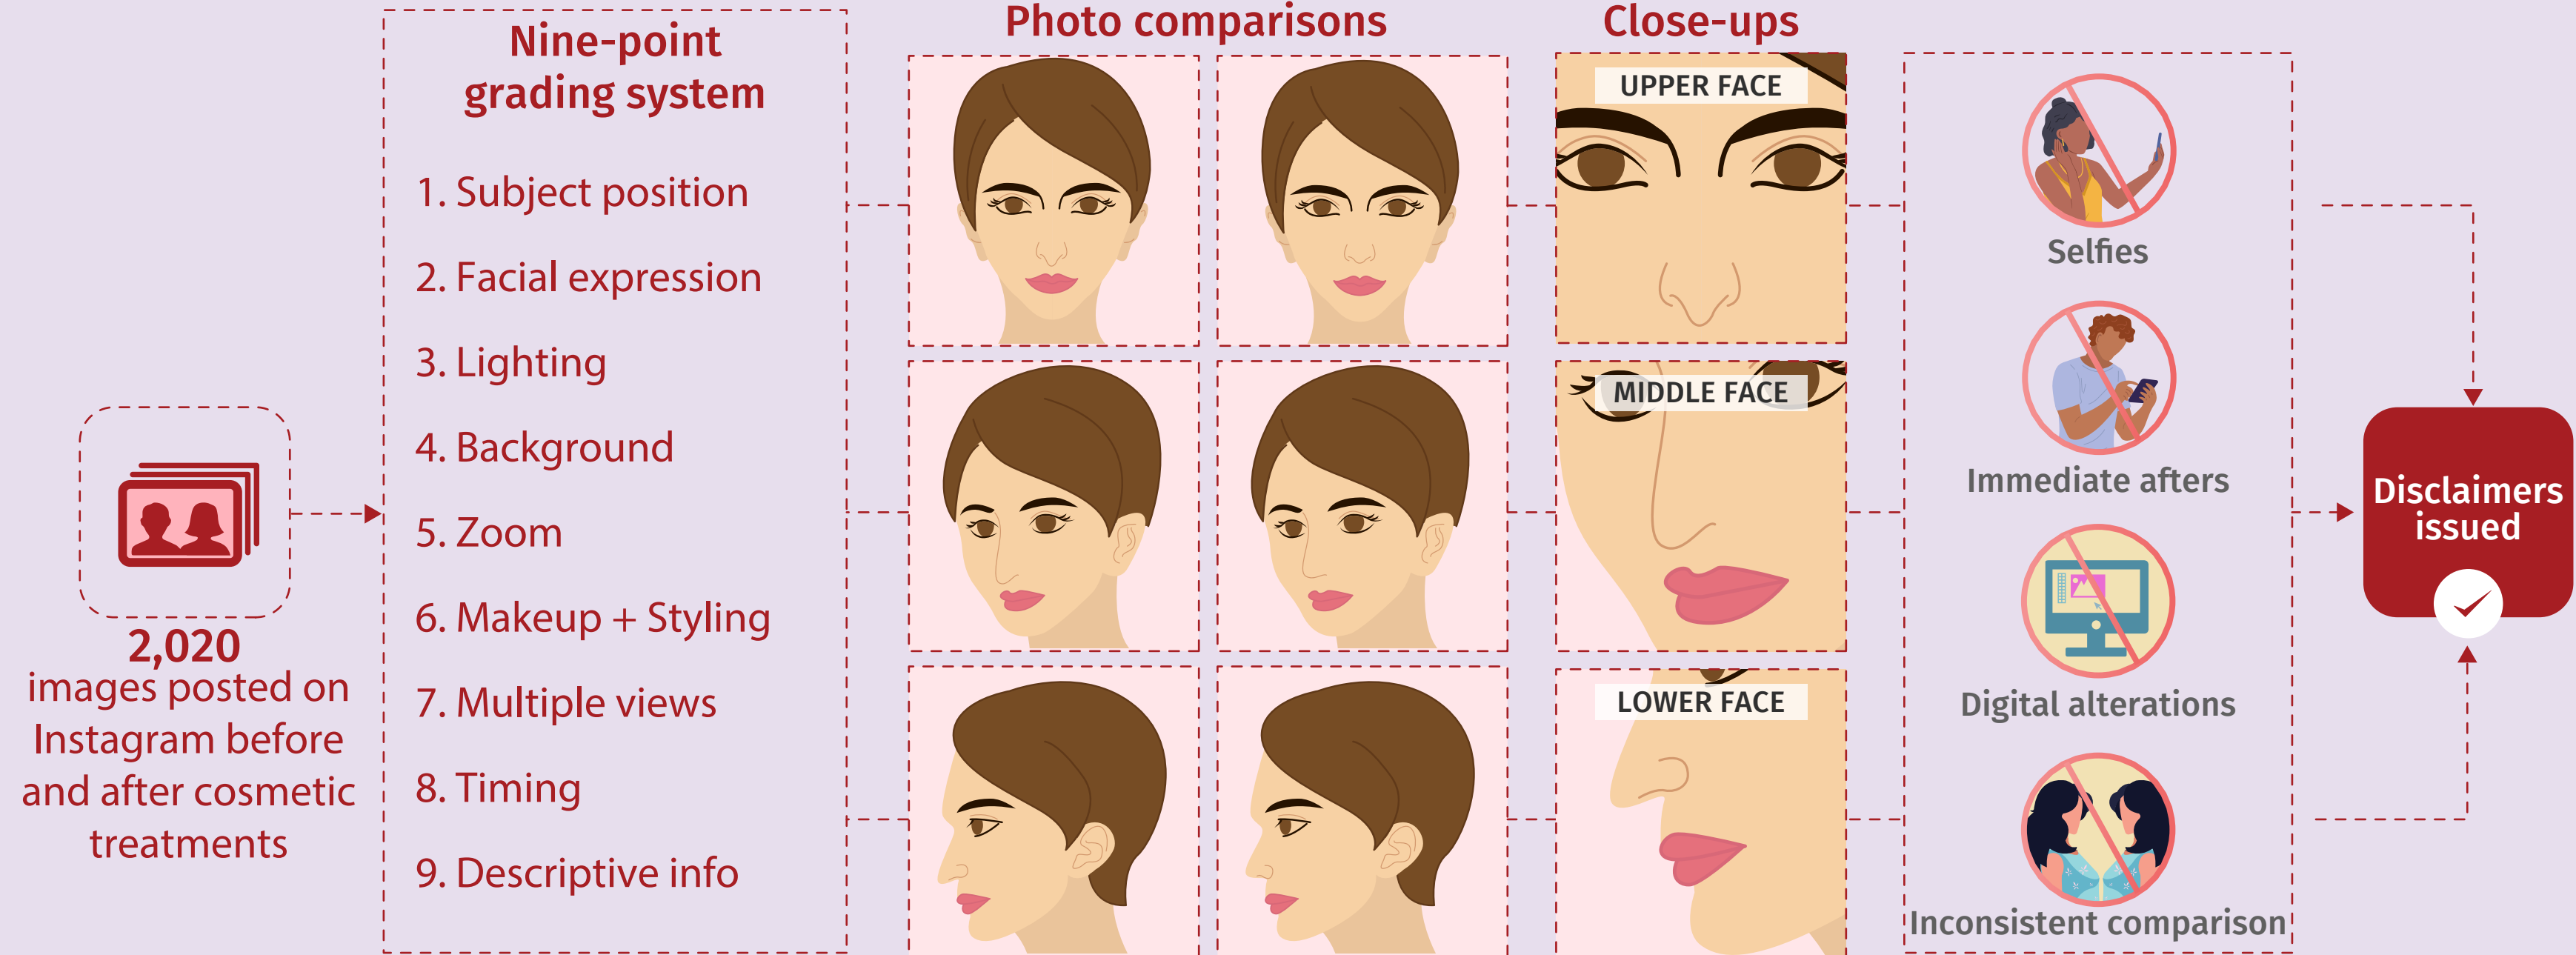 2,020
images posted on
Instagram before
and after cosmetic
treatments
Nine-point
grading system
1. Subject position
2. Facial expression
3. Lighting
4. Background
5. Zoom
6. Makeup + Styling
7. Multiple views
8. Timing
9. Descriptive info
Photo comparisons
Close-ups
UPPER FACE
MIDDLE FACE
LOWER FACE
Selfies
Immediate afters
Digital alterations
Inconsistent comparison
Disclaimers
issued